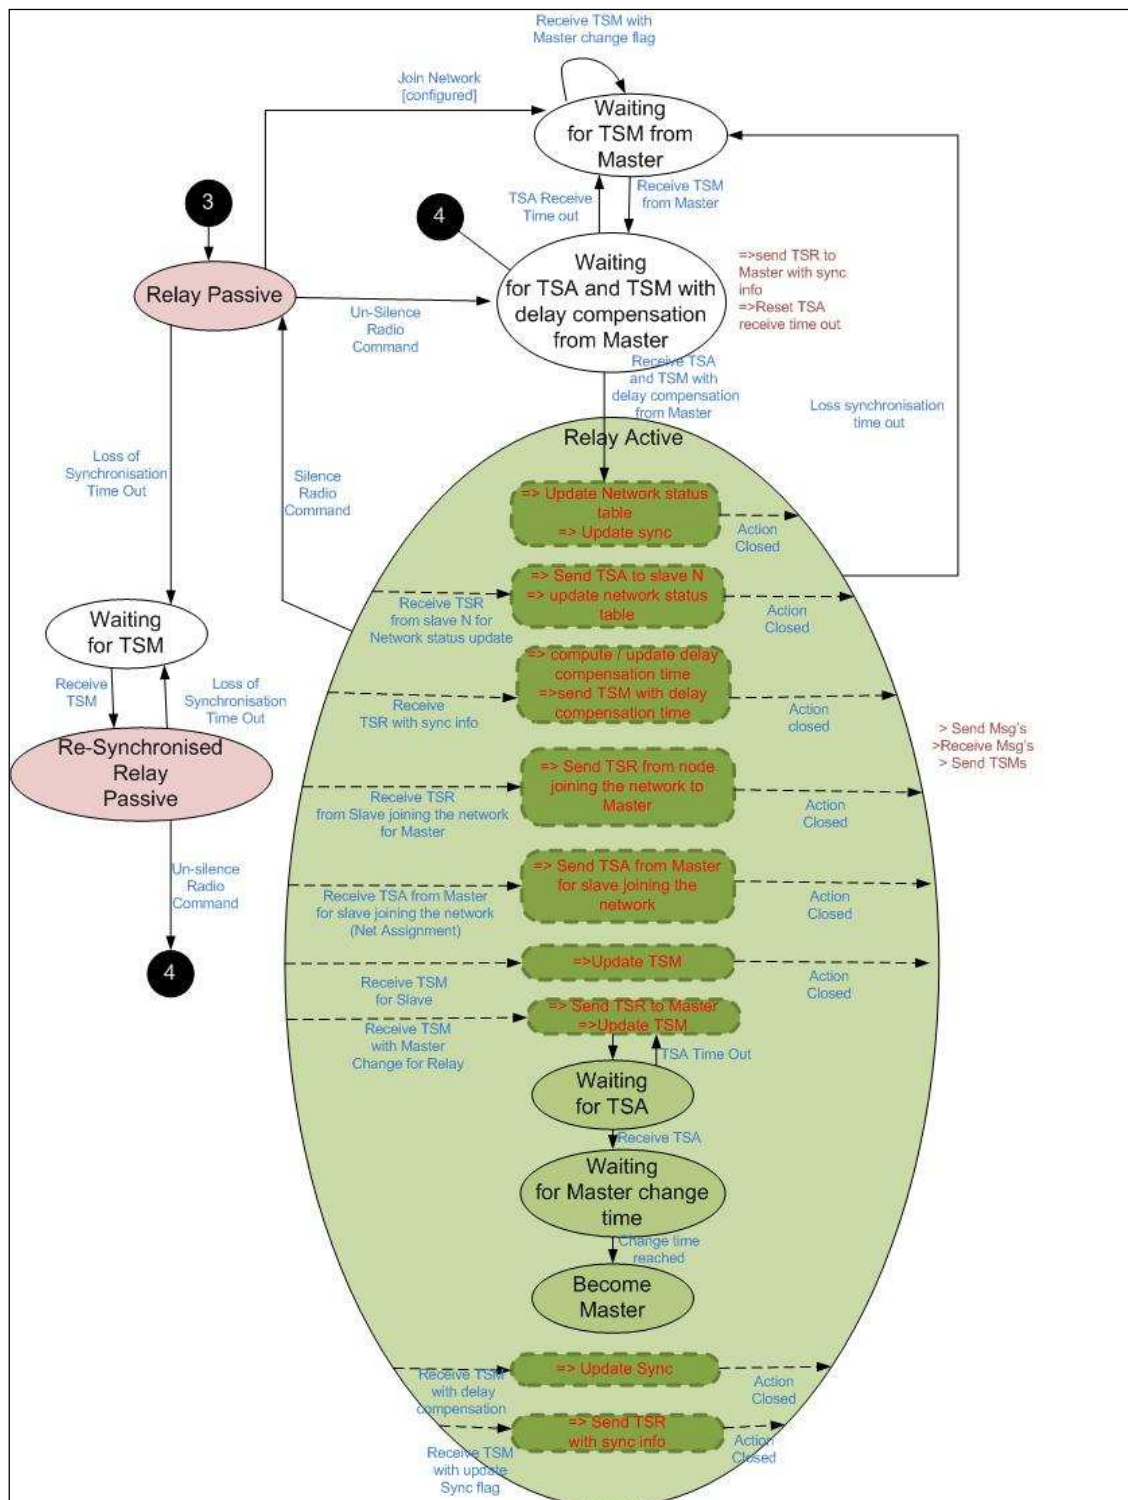 Receive TSM with
Master change flag
Join Network
[configured]
Waiting
for TSM from
Master
3
4
TSA Receive
Time out
Receive TSM
from Master
Relay Passive
Waiting
for TSA and TSM with
delay compensation
from Master
=>send TSR to
Master with sync
info
=>Reset TSA
receive time out
Un-Silence
Radio
Command
Receive TSA
and TSM with
delay compensation
from Master
Loss synchronisation
time out
Relay Active
Loss of
Synchronisation
Time Out
Silence
Radio
Command
=> Update Network status
table
=> Update sync
Action
Closed
=> Send TSA to slave N
=> update network status
table
Receive TSR
from slave N for
Network status update
Action
Closed
Waiting
for TSM
Receive
TSM
Loss of
Synchronisation
Time Out
=> compute / update delay
compensation time
=>send TSM with delay
compensation time
Receive
TSR with sync info
Action
closed
> Send Msg's
>Receive Msg's
> Send TSMs
Re-Synchronised
Relay
Passive
=> Send TSR from node
joining the network to
Master
Receive TSR
from Slave joining the network
for Master
Action
Closed
Un-silence
Radio
Command
=> Send TSA from Master
for slave joining the
network
Receive TSA from Master
for slave joining the network
(Net Assignment)
Action
Closed
4
=>Update TSM
Receive TSM
for Slave
Action
Closed
=> Send TSR to Master
=>Update TSM
Receive TSM
with Master
Change for Relay
TSA Time Out
Waiting
for TSA
Receive TSA
Waiting
for Master change
time
Change time
reached
Become
Master
=> Update Sync
Receive TSM
with delay
compensation
Action
Closed
=> Send TSR
with sync info
Receive TSM
with update
Sync flag
Action
Closed